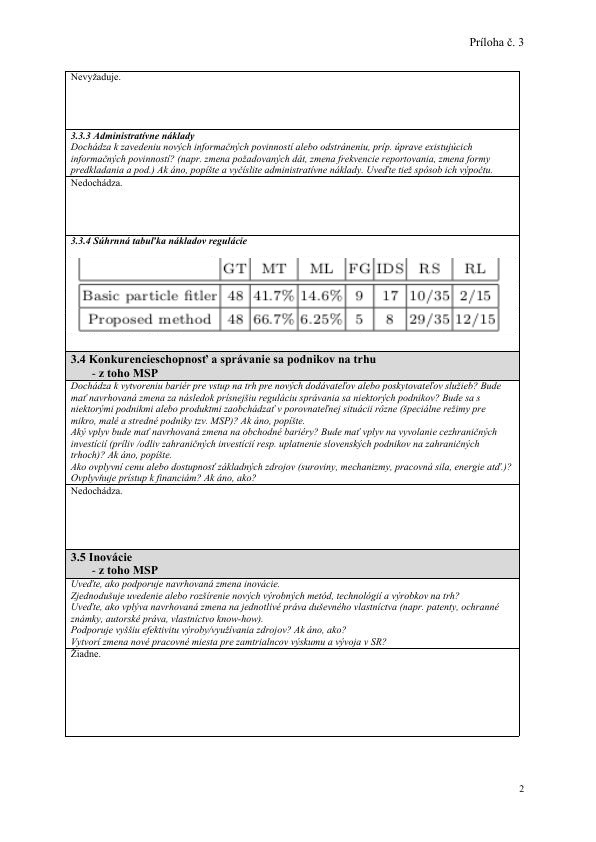 Príloha č. 3
Nevyžaduje.
3.3.3 Administratívne náklady
Dochádza k zavedeniu nových informačných povinností alebo odstráneniu, príp. úprave existujúcich
informačných povinností? (napr. zmena požadovaných dát, zmena frekvencie reportovania, zmena formy
predkladania a pod.) Ak áno, popíšte a vyčíslite administratívne náklady. Uveďte tiež spôsob ich výpočtu.
Nedochádza.
3.3.4 Súhrnná tabuľka nákladov regulácie
GT MT ML FG IDS RS RL
Basic particle fitler 48 41.7% 14.6% 9 17 10/35 2/15
Proposed method 48 66.7% 6.25% 5 8 29/35 12/15
3.4 Konkurencieschopnosť a správanie sa podnikov na trhu
- z toho MSP
Dochádza k vytvoreniu bariér pre vstup na trh pre nových dodávateľov alebo poskytovateľov služieb? Bude
mať navrhovaná zmena za následok prísnejšiu reguláciu správania sa niektorých podnikov? Bude sa s
niektorými podnikmi alebo produktmi zaobchádzať v porovnateľnej situácii rôzne (špeciálne režimy pre
mikro, malé a stredné podniky tzv. MSP)? Ak áno, popíšte.
Aký vplyv bude mať navrhovaná zmena na obchodné bariéry? Bude mať vplyv na vyvolanie cezhraničných
investícií (príliv /odliv zahraničných investícií resp. uplatnenie slovenských podnikov na zahraničných
trhoch)? Ak áno, popíšte.
Ako ovplyvní cenu alebo dostupnosť základných zdrojov (suroviny, mechanizmy, pracovná sila, energie atď.)?
Ovplyvňuje prístup k financiám? Ak áno, ako?
Nedochádza.
3.5 Inovácie
- z toho MSP
Uveďte, ako podporuje navrhovaná zmena inovácie.
Zjednodušuje uvedenie alebo rozšírenie nových výrobných metód, technológií a výrobkov na trh?
Uveďte, ako vplýva navrhovaná zmena na jednotlivé práva duševného vlastníctva (napr. patenty, ochranné
známky, autorské práva, vlastníctvo know-how).
Podporuje vyššiu efektivitu výroby/využívania zdrojov? Ak áno, ako?
Vytvorí zmena nové pracovné miesta pre zamtrialncov výskumu a vývoja v SR?
Žiadne.
2